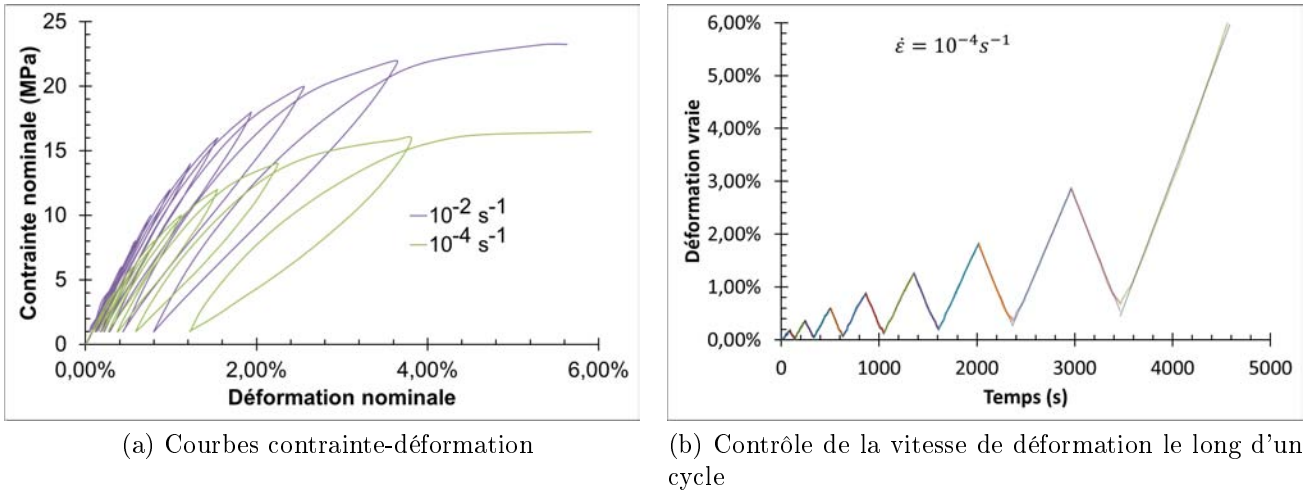 25
20
15
10
5
0
Contrainte nominale (MPa)
10⁻² s⁻¹
10⁻⁴ s⁻¹
0,00% 2,00% 4,00% 6,00%
Déformation nominale
(a) Courbes contrainte-déformation
6,00%
5,00%
4,00%
3,00%
2,00%
1,00%
0,00%
Déformation vraie
ε̇ = 10⁻⁴s⁻¹
0 1000 2000 3000 4000 5000
Temps (s)
(b) Contrôle de la vitesse de déformation le long d'un
cycle